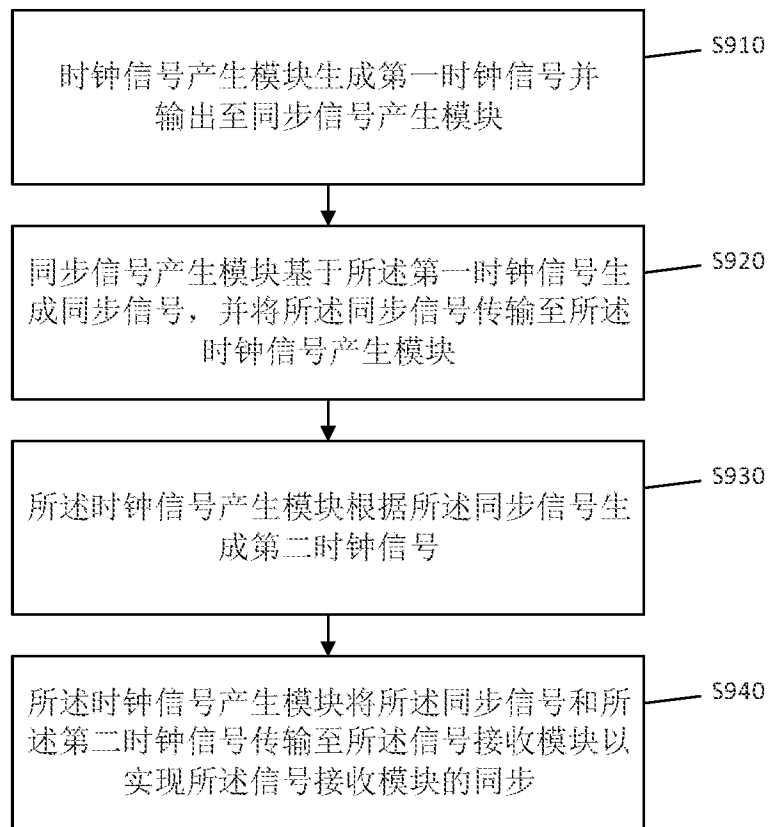 时钟信号产生模块生成第一时钟信号并
输出至同步信号产生模块
S910
同步信号产生模块基于所述第一时钟信号生
成同步信号，并将所述同步信号传输至所述
时钟信号产生模块
S920
所述时钟信号产生模块根据所述同步信号生
成第二时钟信号
S930
所述时钟信号产生模块将所述同步信号和所
述第二时钟信号传输至所述信号接收模块以
实现所述信号接收模块的同步
S940